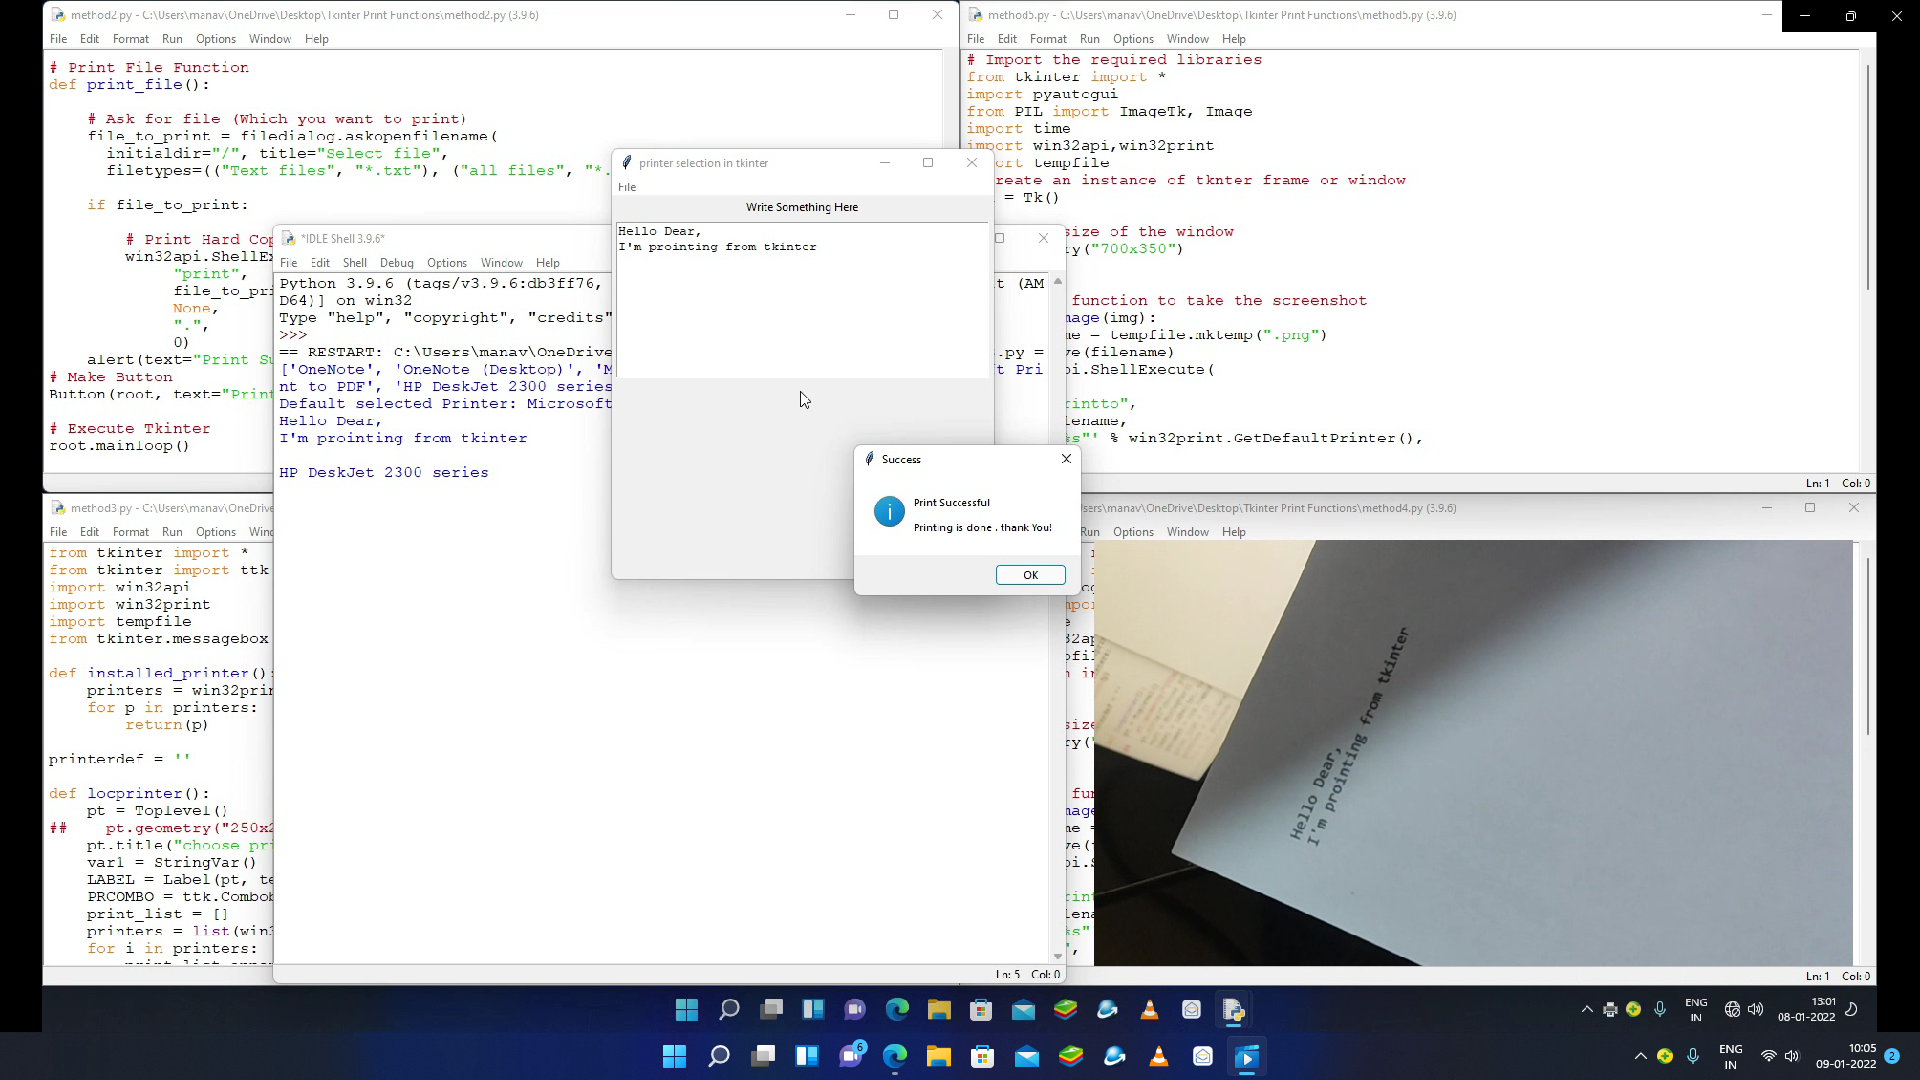 method2.py - C:\Users\manav\OneDrive\Desktop\Tkinter Print Functions\method2.py (3.9.6)
File Edit Format Run Options Window Help
# Print File Function
def print_file():
# Ask for file (Which you want to print)
file_to_print = filedialog.askopenfilename(
initialdir="/", title="Select file",
filetypes=(("Text files", "*.txt"), ("all files", "*.
if file_to_print:
# Print Hard Cop
win32api.ShellEx
"print",
file_to_pri
None,
".",
0)
alert(text="Print Su
# Make Button
Button(root, text="Print
# Execute Tkinter
root.mainloop()
method5.py - C:\Users\manav\OneDrive\Desktop\Tkinter Print Functions\method5.py (3.9.6)
File Edit Format Run Options Window Help
# Import the required libraries
from tkinter import *
import pyautogui
from PIL import ImageTk, Image
import time
import win32api,win32print
ort tempfile
reate an instance of tknter frame or window
= Tk()
size of the window
ry("700x350")
function to take the screenshot
mage(img):
me = tempfile.mktemp(".png")
ve(filename)
pi.ShellExecute(
rintto",
lename,
s"' % win32print.GetDefaultPrinter(),
Ln: 1 Col: 0
printer selection in tkinter
File
Write Something Here
Hello Dear,
I'm prointing from tkinter
*IDLE Shell 3.9.6*
File Edit Shell Debug Options Window Help
Python 3.9.6 (tags/v3.9.6:db3ff76, t (AM
D64)] on win32
Type "help", "copyright", "credits"
>>>
== RESTART: C:\Users\manav\OneDrive .py =
['OneNote', 'OneNote (Desktop)', 'M t Pri
nt to PDF', 'HP DeskJet 2300 series
Default selected Printer: Microsoft
Hello Dear,
I'm prointing from tkinter
HP DeskJet 2300 series
Ln: 5 Col: 0
Success
Print Successful
Printing is done , thank You!
OK
method3.py - C:\Users\manav\OneDrive
File Edit Format Run Options Wind
from tkinter import *
from tkinter import ttk
import win32api
import win32print
import tempfile
from tkinter.messagebox
def installed_printer():
printers = win32prin
for p in printers:
return(p)
printerdef = ''
def locprinter():
pt = Toplevel()
## pt.geometry("250x2
pt.title("choose pri
var1 = StringVar()
LABEL = Label(pt, te
PRCOMBO = ttk.Combob
print_list = []
printers = list(win3
for i in printers:
sers\manav\OneDrive\Desktop\Tkinter Print Functions\method4.py (3.9.6)
Run Options Window Help
Hello Dear,
I'm prointing from tkinter
Ln: 1 Col: 0
ENG
IN
13:01
08-01-2022
6
ENG
IN
10:05
09-01-2022
2